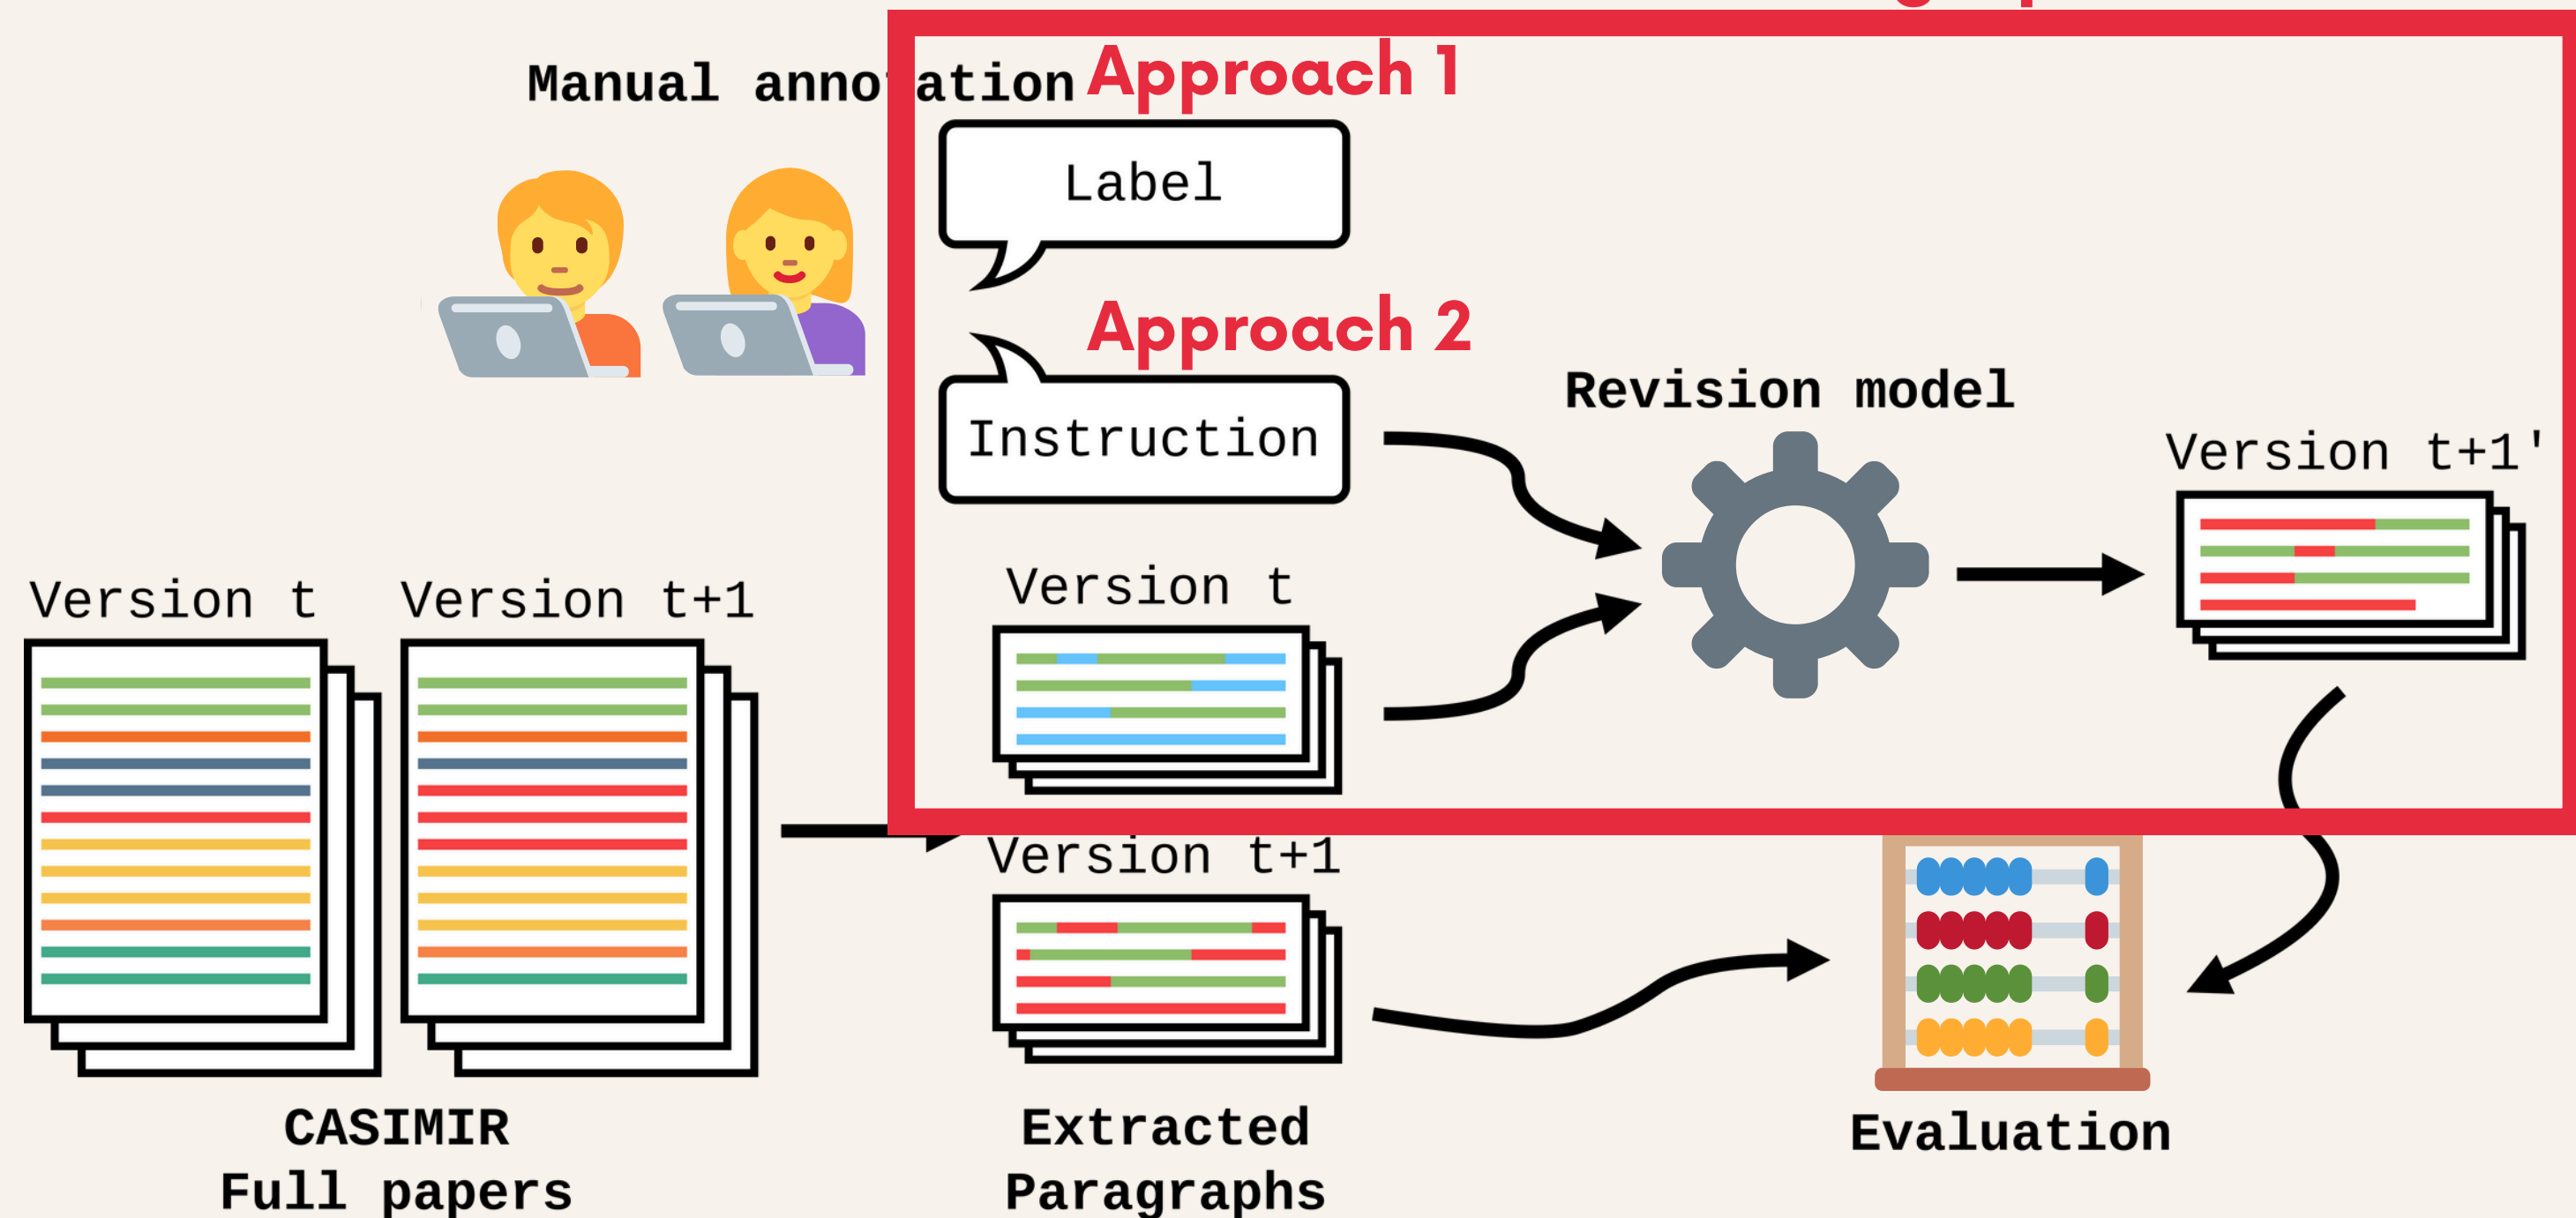 Manual annotation
Approach 1
Label
Approach 2
Instruction
Revision model
Version t+1'
Version t
Version t
Version t+1
Version t+1
CASIMIR
Full papers
Extracted
Paragraphs
Evaluation